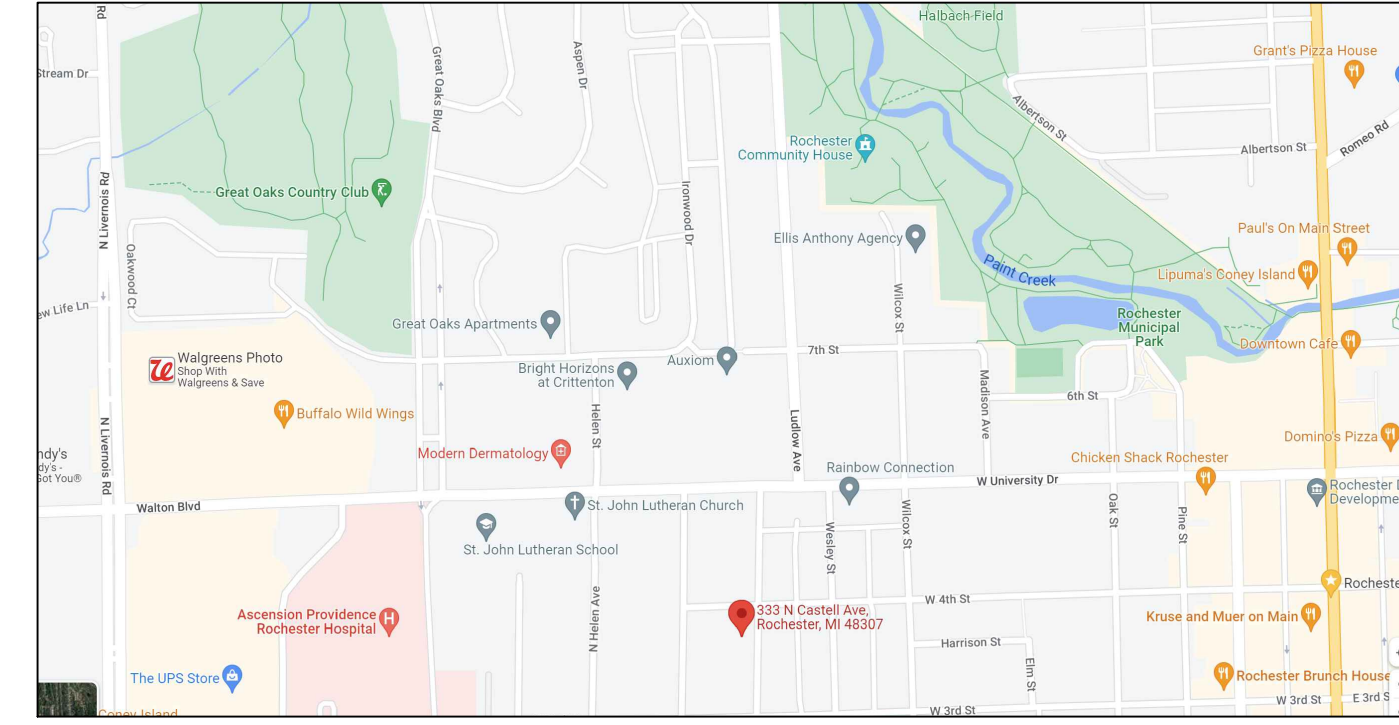 Rd
Halbach Field
Grant's Pizza House
Stream Dr
Great Oaks Blvd
Aspen Dr
Albertson St
Albertson St
Romeo Rd
Rochester
Community House
Great Oaks Country Club
N Livernois Rd
Ironwood Dr
Ellis Anthony Agency
Paul's On Main Street
Oakwood Ct
Paint Creek
Lipuma's Coney Island
ew Life Ln
Wilcox St
Great Oaks Apartments
Rochester
Municipal
Park
Downtown Cafe
Walgreens Photo
Shop With
Walgreens & Save
7th St
Auxiom
Bright Horizons
at Crittenton
Madison Ave
6th St
Buffalo Wild Wings
Helen St
Ludlow Ave
Domino's Pizza
N Livernois Rd
ndy's
dy's -
Got You®
Modern Dermatology
Chicken Shack Rochester
Rainbow Connection
W University Dr
Rochester D
Developme
Walton Blvd
St. John Lutheran Church
Wilcox St
Oak St
Pine St
Wesley St
St. John Lutheran School
Rocheste
N Helen Ave
W 4th St
333 N Castell Ave,
Rochester, MI 48307
Ascension Providence
Rochester Hospital
H
Kruse and Muer on Main
Harrison St
Elm St
The UPS Store
Rochester Brunch House
W 3rd St
W 3rd St
E 3rd S
Coney Island